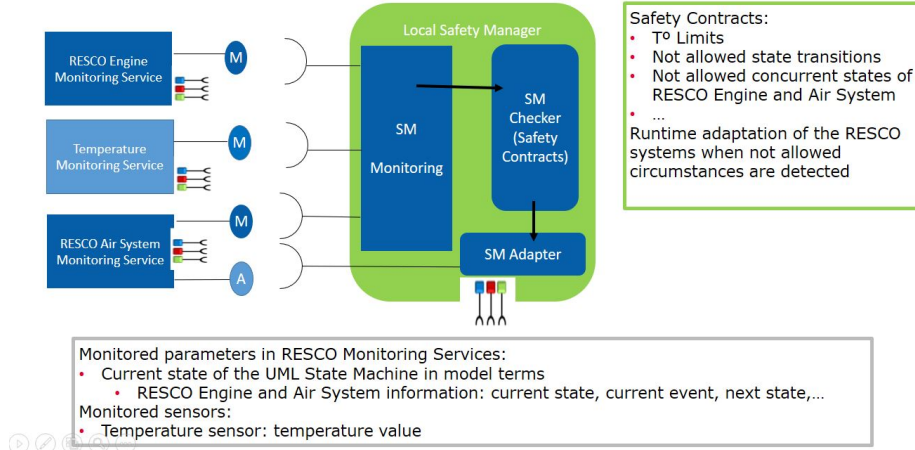 RESCO Engine
Monitoring Service
M
Temperature
Monitoring Service
M
RESCO Air System
Monitoring Service
M
A
Local Safety Manager
SM
Monitoring
SM
Checker
(Safety
Contracts)
SM Adapter
Safety Contracts:
• Tº Limits
• Not allowed state transitions
• Not allowed concurrent states of
RESCO Engine and Air System
• ...
Runtime adaptation of the RESCO
systems when not allowed
circumstances are detected
Monitored parameters in RESCO Monitoring Services:
• Current state of the UML State Machine in model terms
• RESCO Engine and Air System information: current state, current event, next state,...
Monitored sensors:
• Temperature sensor: temperature value